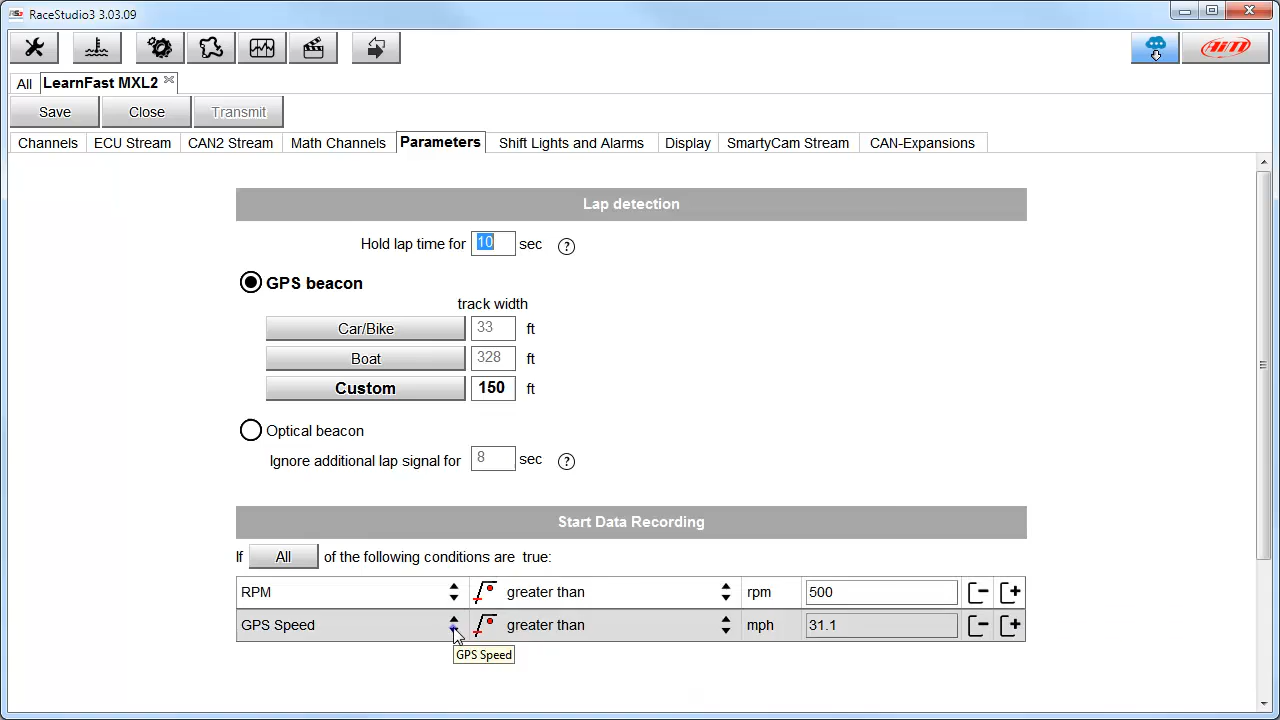 RaceStudio3 3.03.09
AiM
All LearnFast MXL2
Save Close Transmit
Channels ECU Stream CAN2 Stream Math Channels Parameters Shift Lights and Alarms Display SmartyCam Stream CAN-Expansions
Lap detection
Hold lap time for 10 sec ?
GPS beacon
track width
Car/Bike 33 ft
Boat 328 ft
Custom 150 ft
Optical beacon
Ignore additional lap signal for 8 sec ?
Start Data Recording
If All of the following conditions are true:
RPM greater than rpm 500
GPS Speed greater than mph 31.1
GPS Speed